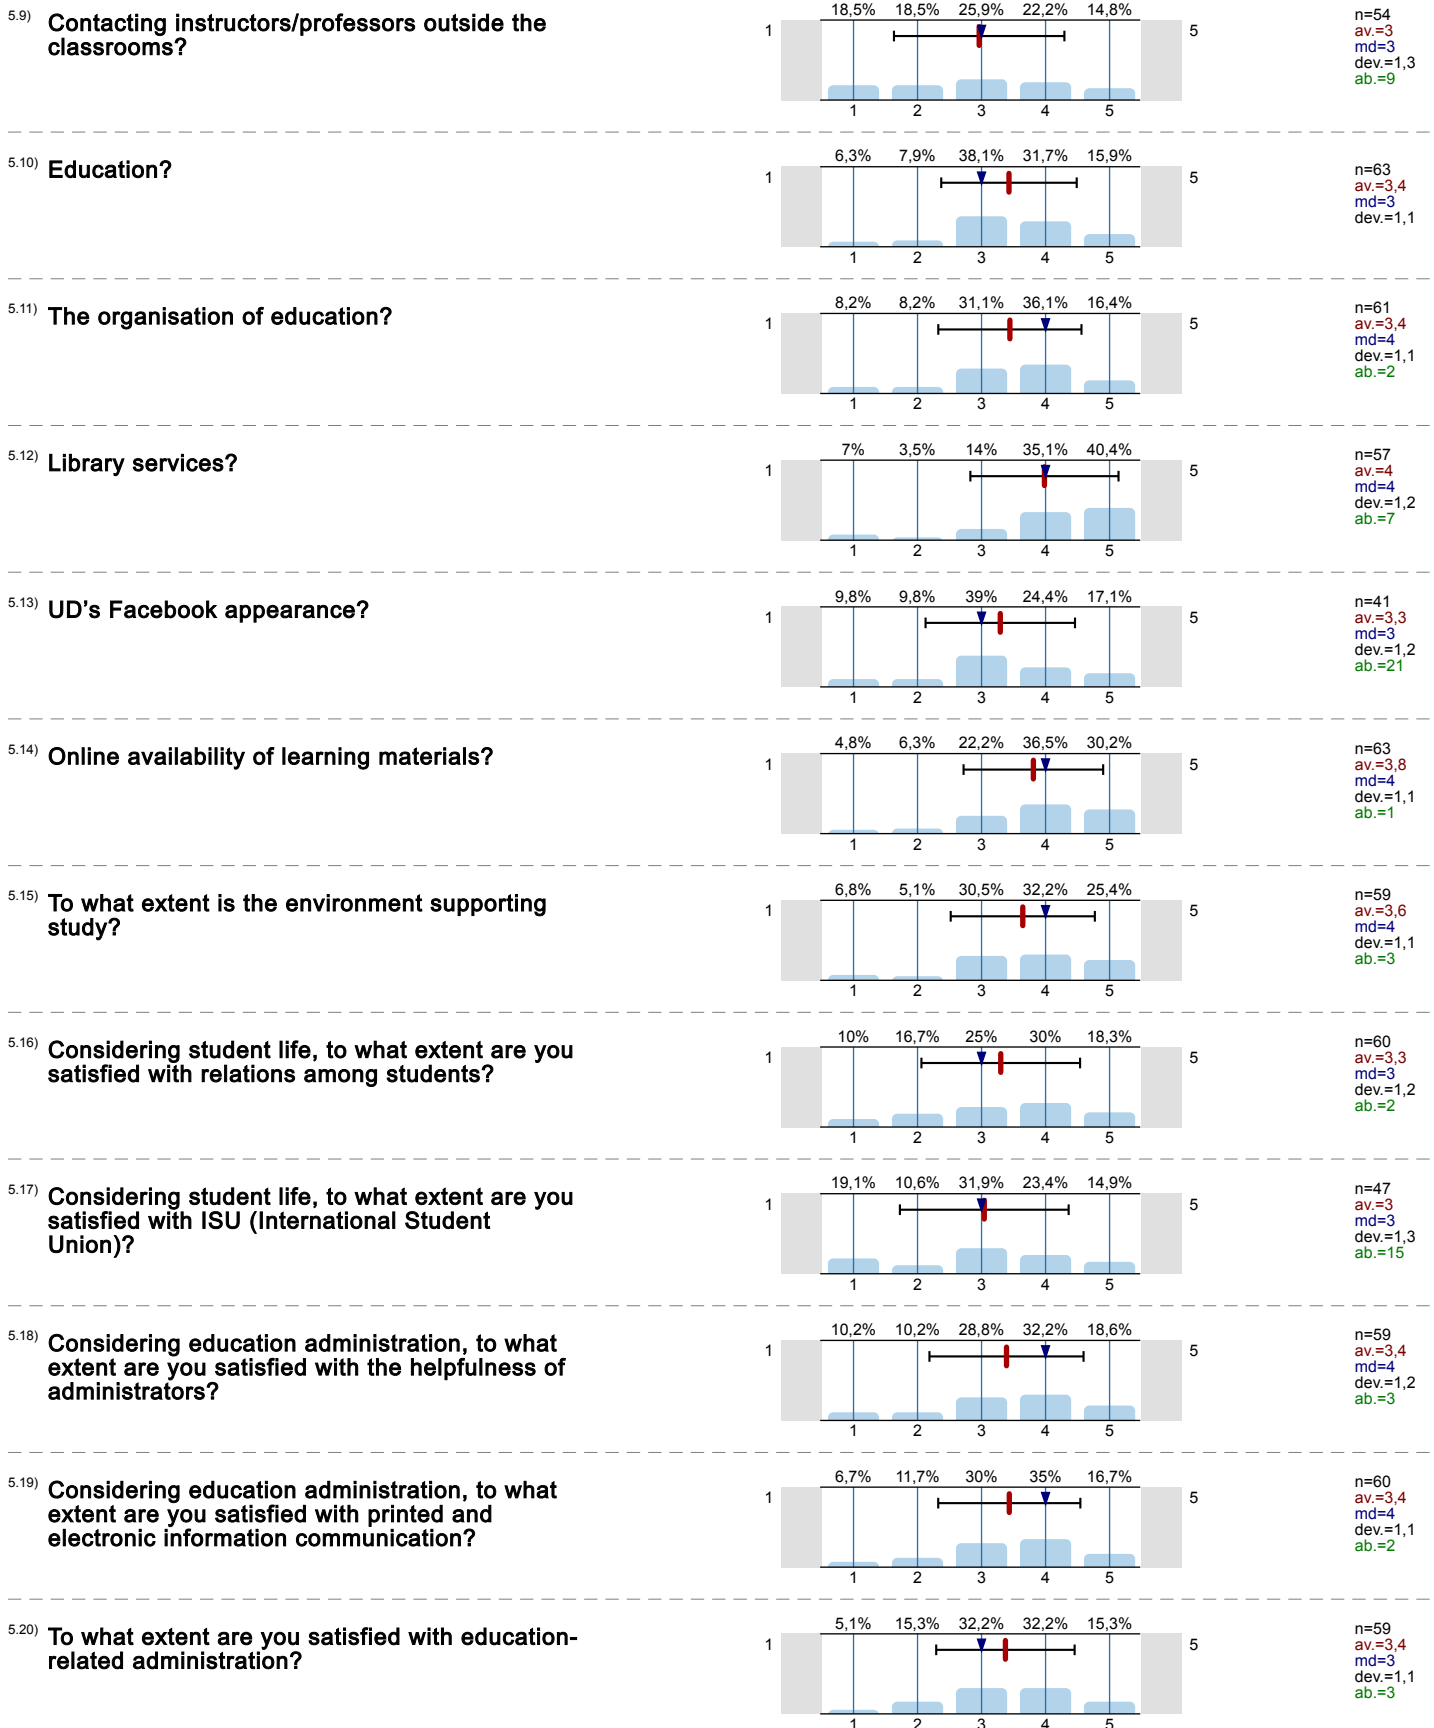 5.9) Contacting instructors/professors outside the
classrooms?
18,5% 18,5% 25,9% 22,2% 14,8%
1 5
1 2 3 4 5
n=54
av.=3
md=3
dev.=1,3
ab.=9
5.10) Education?
6,3% 7,9% 38,1% 31,7% 15,9%
1 5
1 2 3 4 5
n=63
av.=3,4
md=3
dev.=1,1
5.11) The organisation of education?
8,2% 8,2% 31,1% 36,1% 16,4%
1 5
1 2 3 4 5
n=61
av.=3,4
md=4
dev.=1,1
ab.=2
5.12) Library services?
7% 3,5% 14% 35,1% 40,4%
1 5
1 2 3 4 5
n=57
av.=4
md=4
dev.=1,2
ab.=7
5.13) UD's Facebook appearance?
9,8% 9,8% 39% 24,4% 17,1%
1 5
1 2 3 4 5
n=41
av.=3,3
md=3
dev.=1,2
ab.=21
5.14) Online availability of learning materials?
4,8% 6,3% 22,2% 36,5% 30,2%
1 5
1 2 3 4 5
n=63
av.=3,8
md=4
dev.=1,1
ab.=1
5.15) To what extent is the environment supporting
study?
6,8% 5,1% 30,5% 32,2% 25,4%
1 5
1 2 3 4 5
n=59
av.=3,6
md=4
dev.=1,1
ab.=3
5.16) Considering student life, to what extent are you
satisfied with relations among students?
10% 16,7% 25% 30% 18,3%
1 5
1 2 3 4 5
n=60
av.=3,3
md=3
dev.=1,2
ab.=2
5.17) Considering student life, to what extent are you
satisfied with ISU (International Student
Union)?
19,1% 10,6% 31,9% 23,4% 14,9%
1 5
1 2 3 4 5
n=47
av.=3
md=3
dev.=1,3
ab.=15
5.18) Considering education administration, to what
extent are you satisfied with the helpfulness of
administrators?
10,2% 10,2% 28,8% 32,2% 18,6%
1 5
1 2 3 4 5
n=59
av.=3,4
md=4
dev.=1,2
ab.=3
5.19) Considering education administration, to what
extent are you satisfied with printed and
electronic information communication?
6,7% 11,7% 30% 35% 16,7%
1 5
1 2 3 4 5
n=60
av.=3,4
md=4
dev.=1,1
ab.=2
5.20) To what extent are you satisfied with education-
related administration?
5,1% 15,3% 32,2% 32,2% 15,3%
1 5
1 2 3 4 5
n=59
av.=3,4
md=3
dev.=1,1
ab.=3